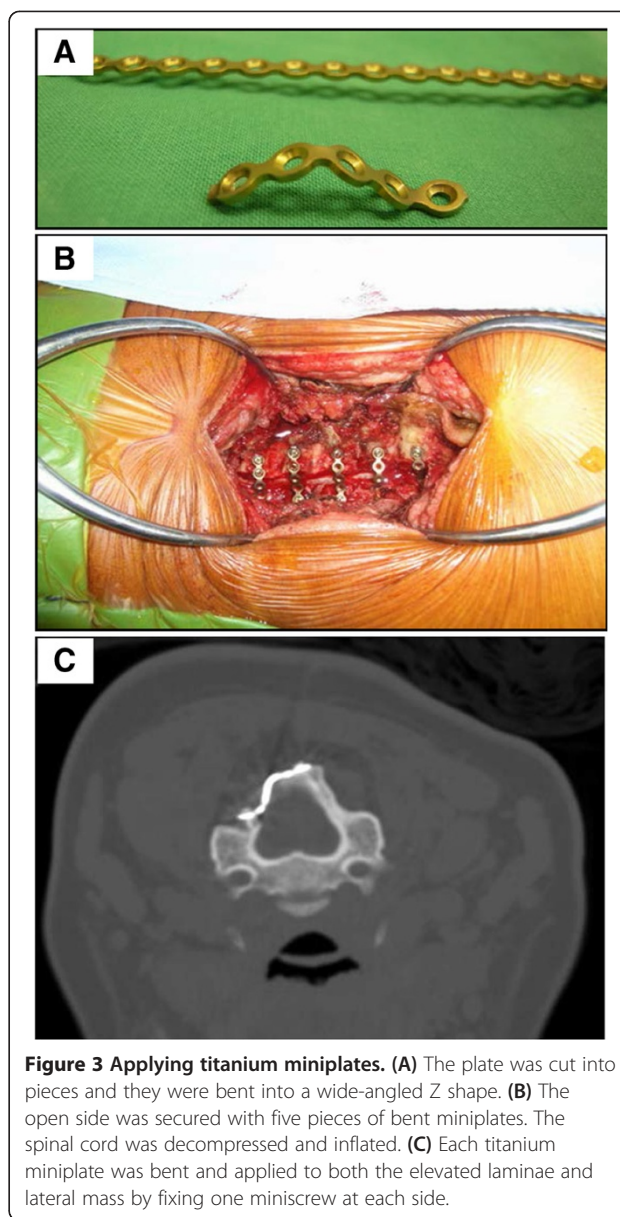 A
B
C
Figure 3 Applying titanium miniplates. (A) The plate was cut into
pieces and they were bent into a wide-angled Z shape. (B) The
open side was secured with five pieces of bent miniplates. The
spinal cord was decompressed and inflated. (C) Each titanium
miniplate was bent and applied to both the elevated laminae and
lateral mass by fixing one miniscrew at each side.